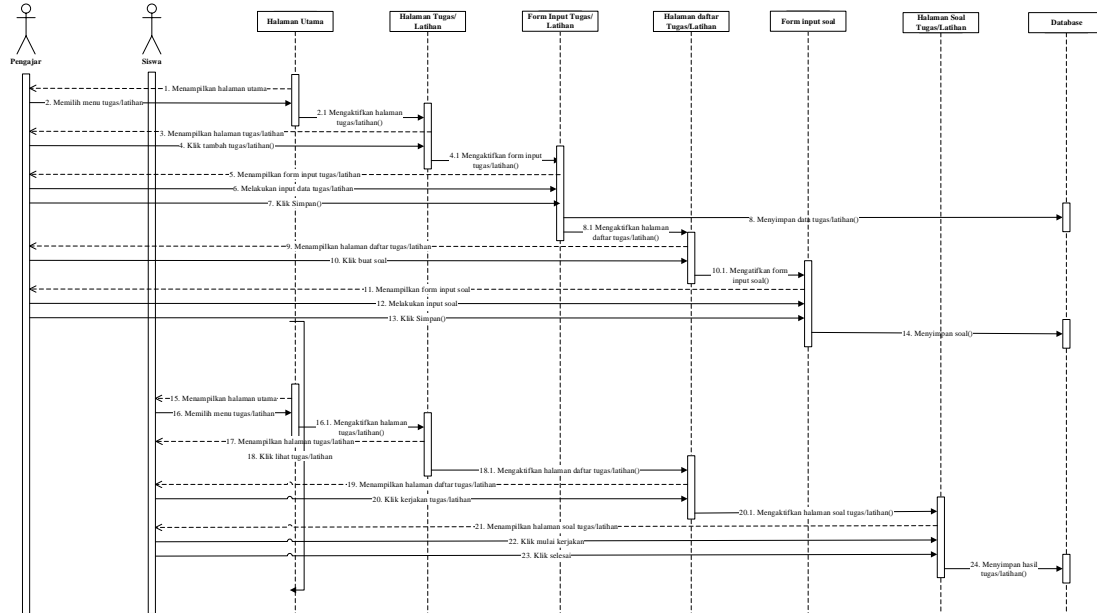 Halaman Utama
Halaman Tugas/
Latihan
Form Input Tugas/
Latihan
Halaman daftar
Tugas/Latihan
Form input soal
Halaman Soal
Tugas/Latihan
Database
Pengajar
Siswa
1. Menampilkan halaman utama
2. Memilih menu tugas/latihan
2.1 Mengaktifkan halaman
tugas/latihan()
3. Menampilkan halaman tugas/latihan
4. Klik tambah tugas/latihan()
4.1 Mengaktifkan form input
tugas/latihan()
5. Menampilkan form input tugas/latihan
6. Melakukan input data tugas/latihan
7. Klik Simpan()
8. Menyimpan data tugas/latihan()
8.1 Mengaktifkan halaman
daftar tugas/latihan()
9. Menampilkan halaman daftar tugas/latihan
10. Klik buat soal
10.1. Mengatifkan form
input soal()
11. Menampilkan form input soal
12. Melakukan input soal
13. Klik Simpan()
14. Menyimpan soal()
15. Menampilkan halaman utama
16. Memilih menu tugas/latihan
16.1. Mengaktifkan halaman
tugas/latihan()
17. Menampilkan halaman tugas/latihan
18. Klik lihat tugas/latihan
18.1. Mengaktifkan halaman daftar tugas/latihan()
19. Menampilkan halaman daftar tugas/latihan
20. Klik kerjakan tugas/latihan
20.1. Mengaktifkan halaman soal tugas/latihan()
21. Menampilkan halaman soal tugas/latihan
22. Klik mulai kerjakan
23. Klik selesai
24. Menyimpan hasil
tugas/latihan()